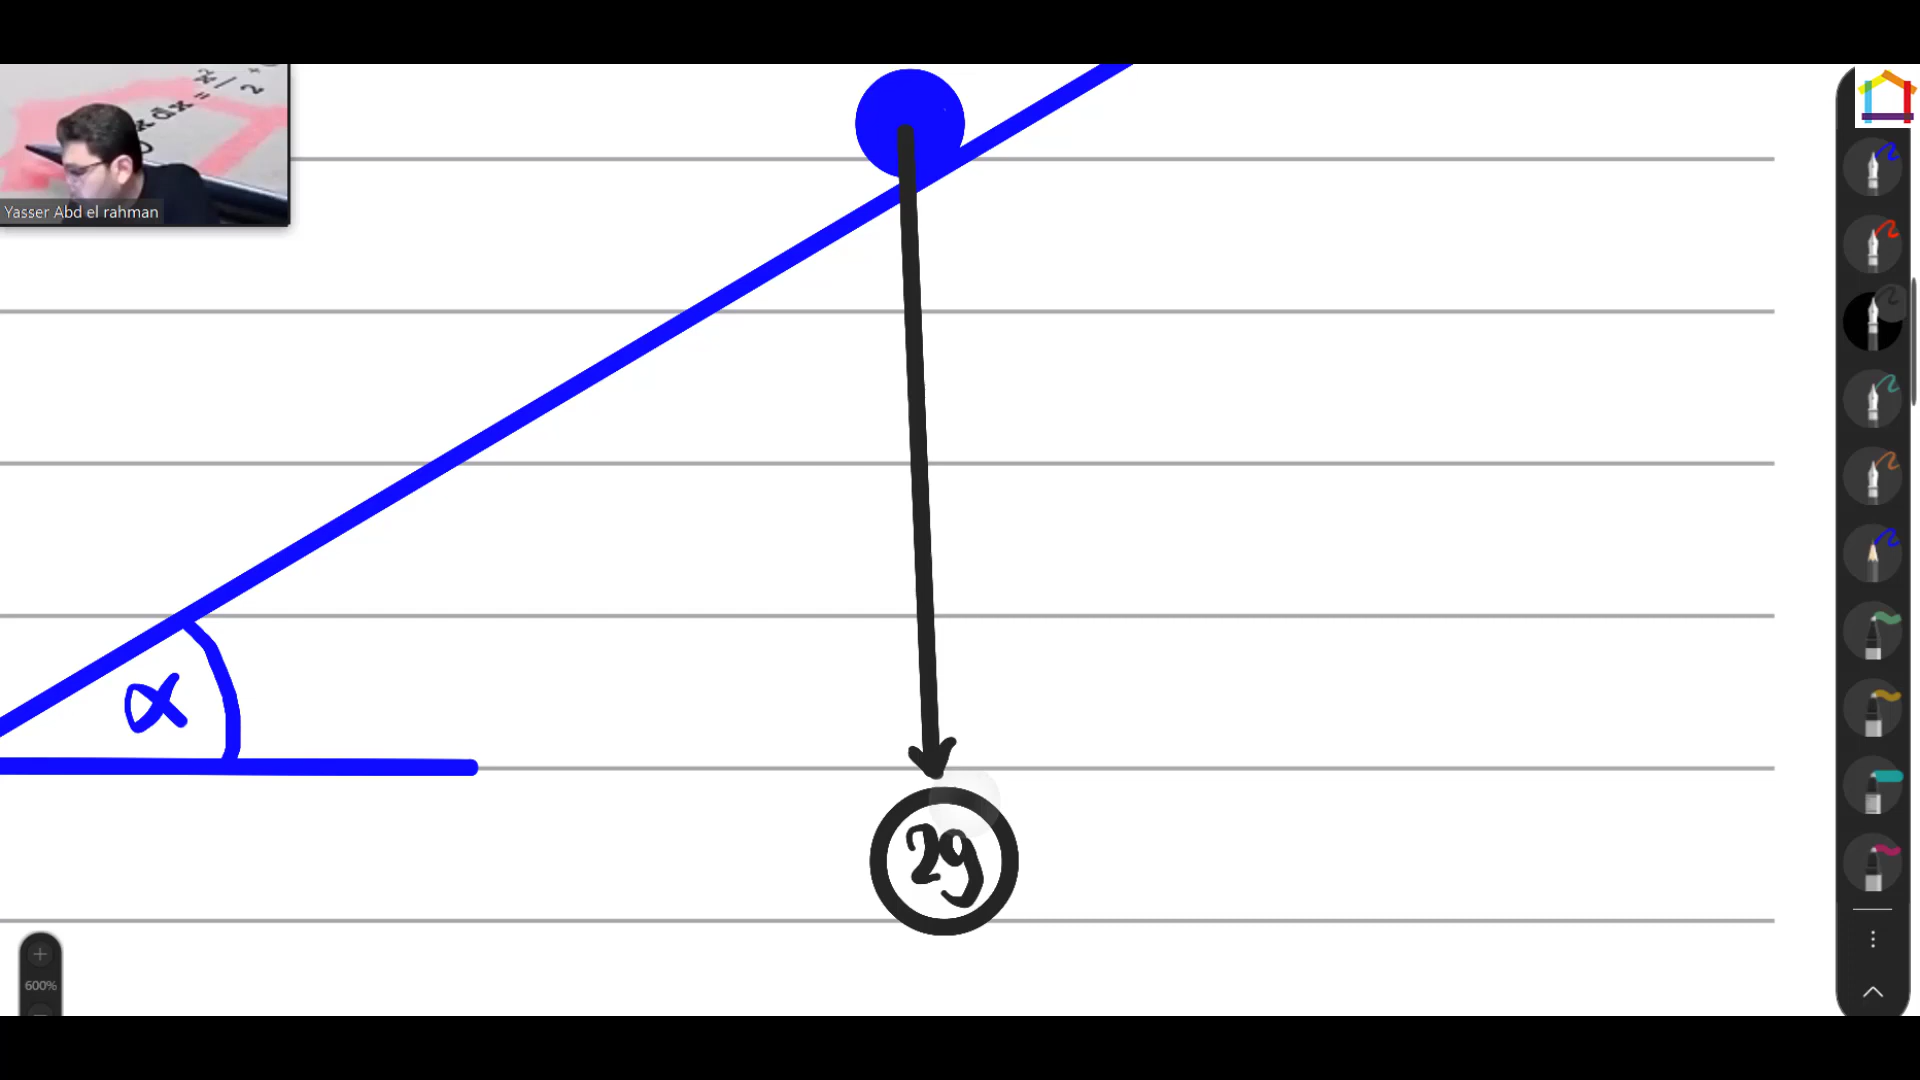 Yasser Abd el rahman
α
2g
600%